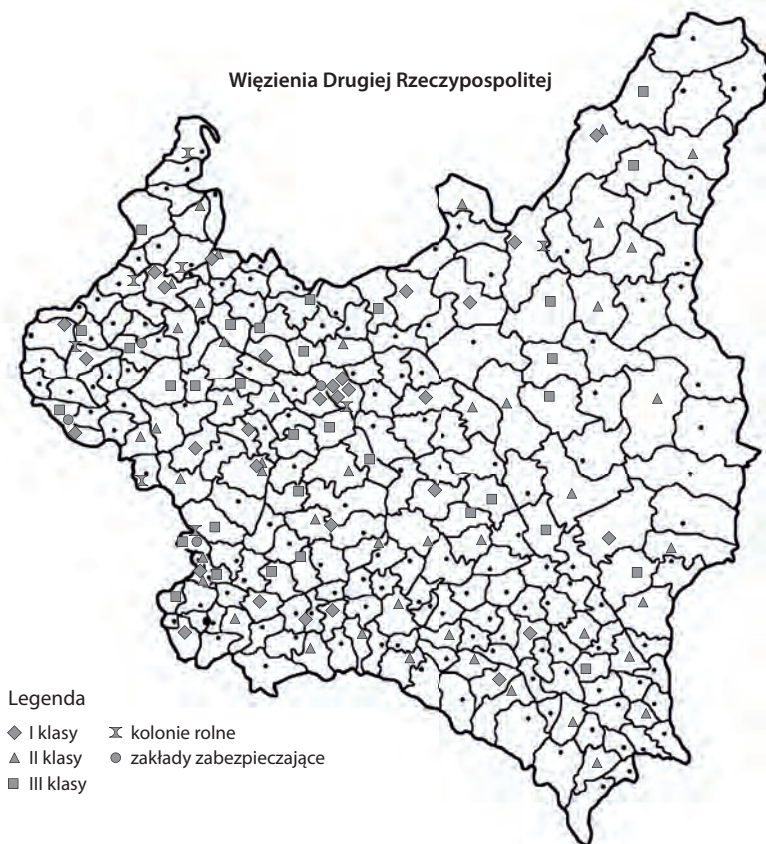 Więzienia Drugiej Rzeczypospolitej
Legenda
I klasy
II klasy
III klasy
kolonie rolne
zakłady zabezpieczające